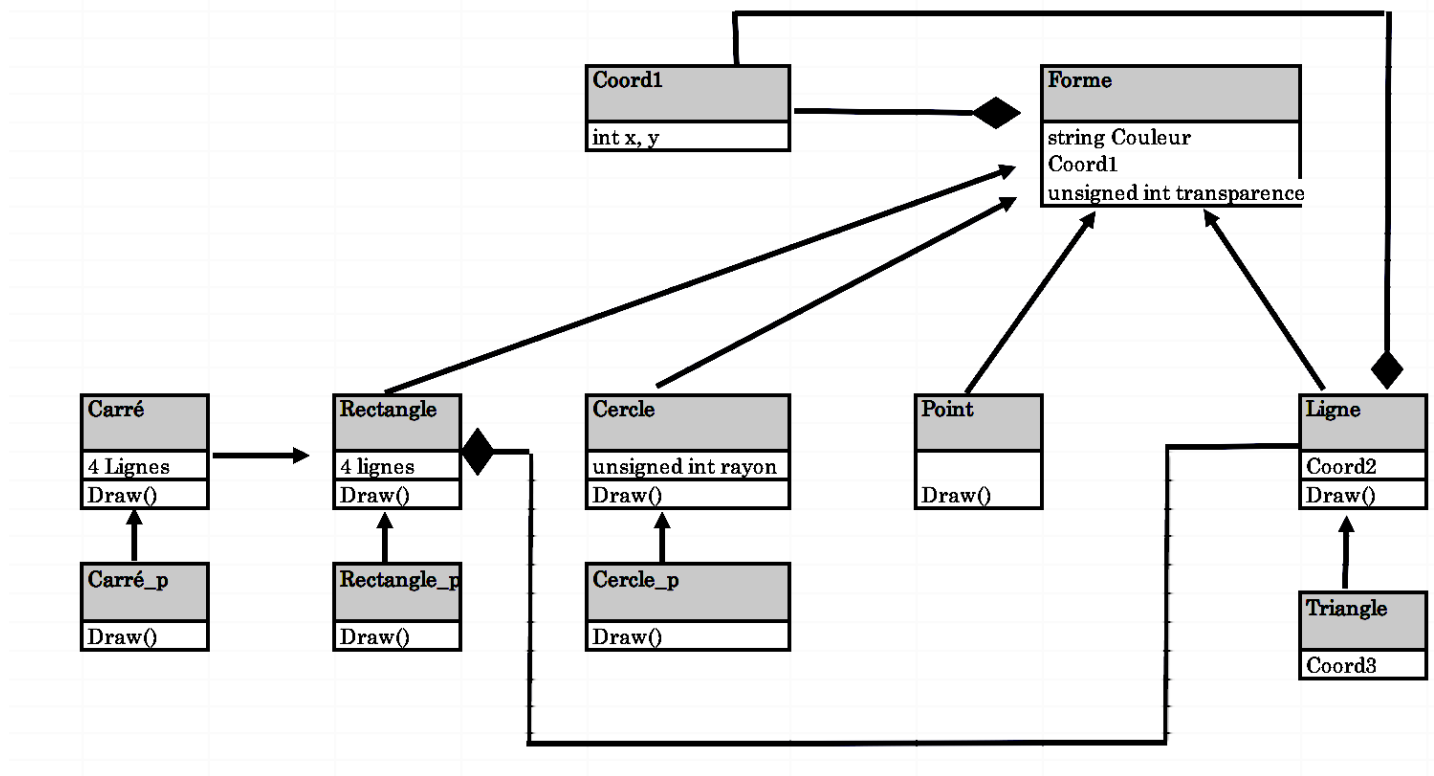 Coord1
int x, y
Forme
string Couleur
Coord1
unsigned int transparence
Carré
4 Lignes
Draw()
Rectangle
4 lignes
Draw()
Cercle
unsigned int rayon
Draw()
Point
Draw()
Ligne
Coord2
Draw()
Carré_p
Draw()
Rectangle_p
Draw()
Cercle_p
Draw()
Triangle
Coord3